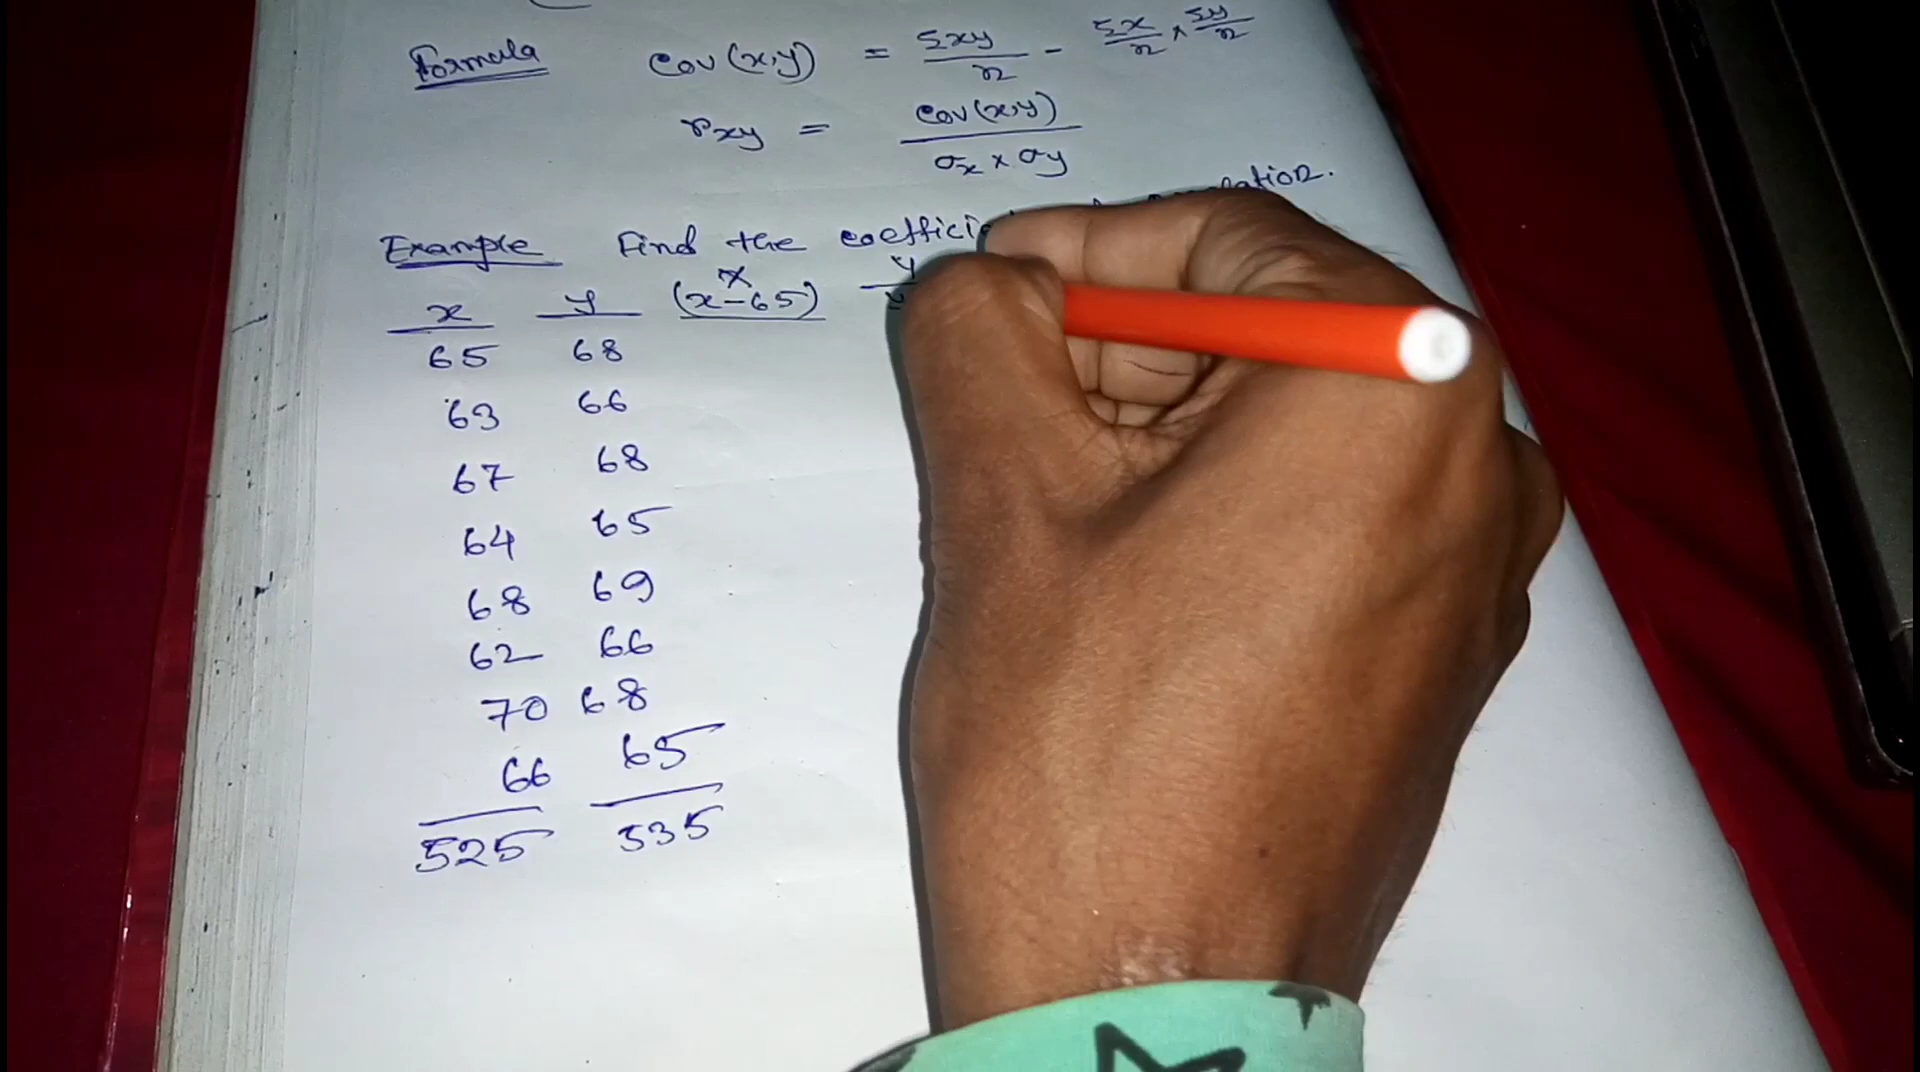 Formula cov(x,y) = Σxy/n - Σx/n × Σy/n
rxy = cov(x,y)/σx × σy
Example Find the
x y X (x-65) y
65 68
63 66
67 68
64 65
68 69
62 66
70 68
66 65
525 535